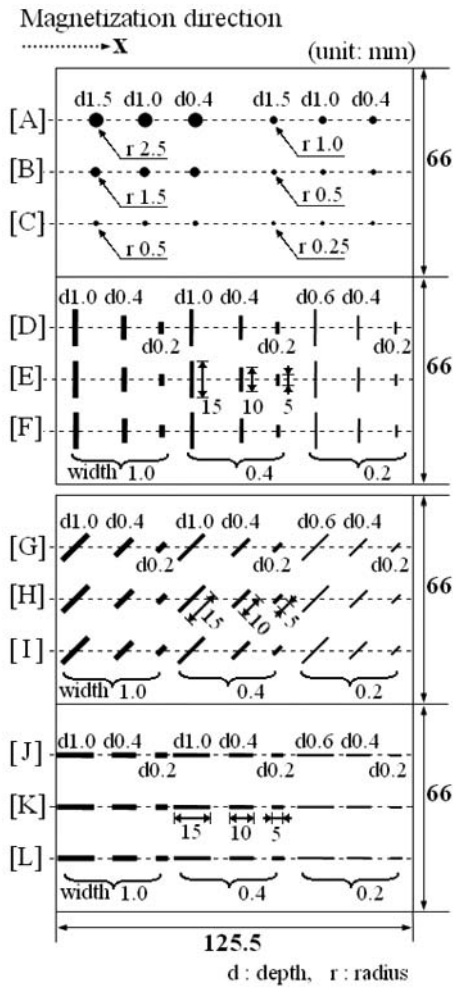 Magnetization direction
X
(unit: mm)
d1.5 d1.0 d0.4 d1.5 d1.0 d0.4
[A]
r 2.5 r 1.0
[B]
66
r 1.5 r 0.5
[C]
r 0.5 r 0.25
d1.0 d0.4 d1.0 d0.4 d0.6 d0.4
[D]
d0.2 d0.2 d0.2
[E]
66
15 10 5
[F]
width 1.0 0.4 0.2
d1.0 d0.4 d1.0 d0.4 d0.6 d0.4
[G]
d0.2 d0.2 d0.2
[H]
66
15 10 5
[I]
width 1.0 0.4 0.2
[J]
d1.0 d0.4 d1.0 d0.4 d0.6 d0.4
d0.2 d0.2 d0.2
[K]
66
15 10 5
[L]
width 1.0 0.4 0.2
125.5
d : depth, r : radius